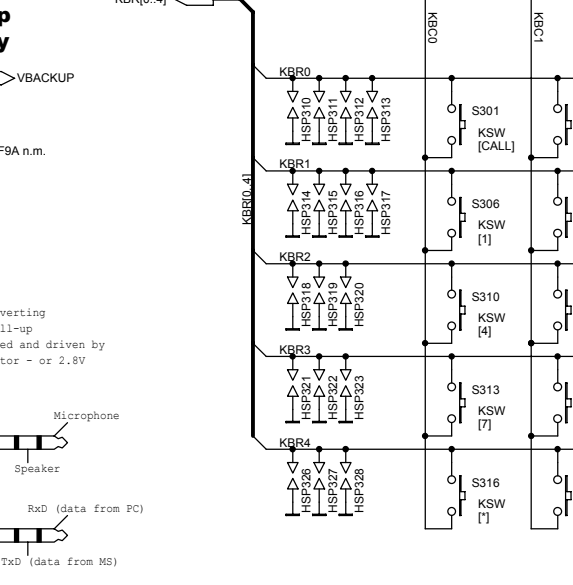 KBR[0..4]
p
y
VBACKUP
F9A n.m.
KBC0
KBC1
KBR0
HSP310
HSP311
HSP312
HSP313
S301
KSW
[CALL]
KBR1
HSP314
HSP315
HSP316
HSP317
S306
KSW
[1]
KBR[0..4]
KBR2
HSP318
HSP319
HSP320
S310
KSW
[4]
verting
ll-up
ed and driven by
tor - or 2.8V
KBR3
HSP321
HSP322
HSP323
S313
KSW
[7]
Microphone
Speaker
KBR4
HSP326
HSP327
HSP328
S316
KSW
[*]
RxD (data from PC)
TxD (data from MS)